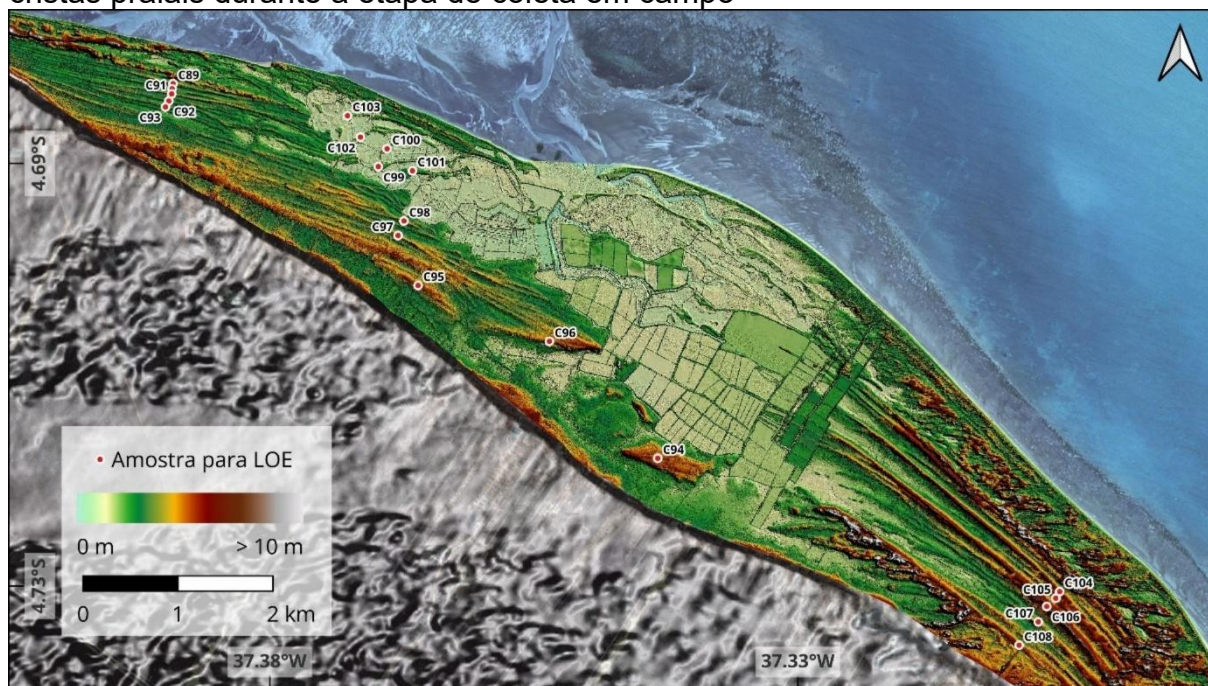 cristas praiais durante a etapa de coleta em campo
C89
C91
C92
C93
C103
C100
C102
C101
C99
C98
C97
C95
C96
C94
C104
C105
C106
C107
C108
4.69°S
4.73°S
37.38°W
37.33°W
Amostra para LOE
0 m > 10 m
0 1 2 km